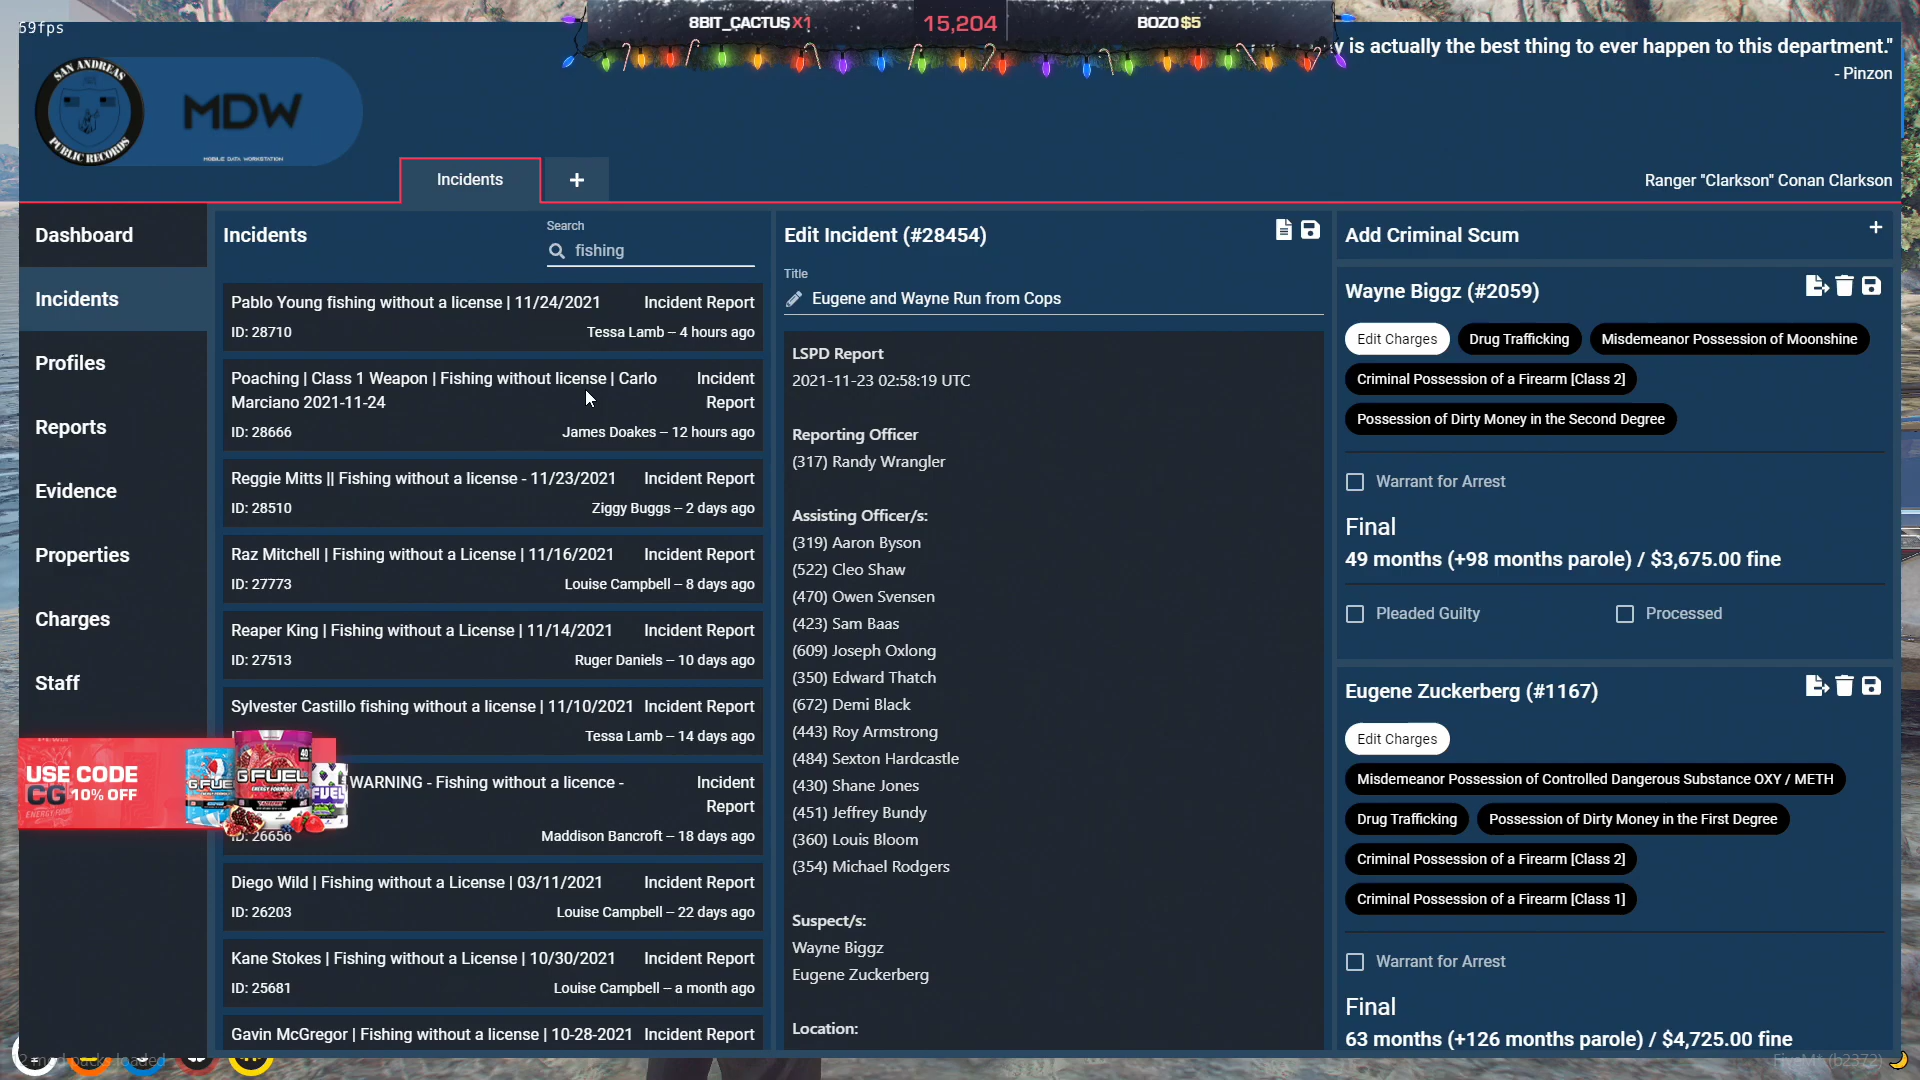 59fps
8BIT_CACTUS X1
15,204
BOZO $5
y is actually the best thing to ever happen to this department."
- Pinzon
SAN ANDREAS
PUBLIC RECORDS
MDW
MOBILE DATA WORKSTATION
Incidents
+
Ranger "Clarkson" Conan Clarkson
Dashboard
Incidents
Profiles
Reports
Evidence
Properties
Charges
Staff
USE CODE
CG 10% OFF
G FUEL
G FUEL
ENERGY FORMULA
FUEL
Incidents
Search
fishing
Pablo Young fishing without a license | 11/24/2021 Incident Report
ID: 28710 Tessa Lamb – 4 hours ago
Poaching | Class 1 Weapon | Fishing without license | Carlo Incident
Marciano 2021-11-24 Report
ID: 28666 James Doakes – 12 hours ago
Reggie Mitts || Fishing without a license - 11/23/2021 Incident Report
ID: 28510 Ziggy Buggs – 2 days ago
Raz Mitchell | Fishing without a License | 11/16/2021 Incident Report
ID: 27773 Louise Campbell – 8 days ago
Reaper King | Fishing without a License | 11/14/2021 Incident Report
ID: 27513 Ruger Daniels – 10 days ago
Sylvester Castillo fishing without a license | 11/10/2021 Incident Report
Tessa Lamb – 14 days ago
WARNING - Fishing without a licence - Incident
Report
ID: 26656 Maddison Bancroft – 18 days ago
Diego Wild | Fishing without a License | 03/11/2021 Incident Report
ID: 26203 Louise Campbell – 22 days ago
Kane Stokes | Fishing without a License | 10/30/2021 Incident Report
ID: 25681 Louise Campbell – a month ago
Gavin McGregor | Fishing without a license | 10-28-2021 Incident Report
Edit Incident (#28454)
Title
Eugene and Wayne Run from Cops
LSPD Report
2021-11-23 02:58:19 UTC
Reporting Officer
(317) Randy Wrangler
Assisting Officer/s:
(319) Aaron Byson
(522) Cleo Shaw
(470) Owen Svensen
(423) Sam Baas
(609) Joseph Oxlong
(350) Edward Thatch
(672) Demi Black
(443) Roy Armstrong
(484) Sexton Hardcastle
(430) Shane Jones
(451) Jeffrey Bundy
(360) Louis Bloom
(354) Michael Rodgers
Suspect/s:
Wayne Biggz
Eugene Zuckerberg
Location:
Add Criminal Scum
+
Wayne Biggz (#2059)
Edit Charges Drug Trafficking Misdemeanor Possession of Moonshine
Criminal Possession of a Firearm [Class 2]
Possession of Dirty Money in the Second Degree
Warrant for Arrest
Final
49 months (+98 months parole) / $3,675.00 fine
Pleaded Guilty Processed
Eugene Zuckerberg (#1167)
Edit Charges
Misdemeanor Possession of Controlled Dangerous Substance OXY / METH
Drug Trafficking Possession of Dirty Money in the First Degree
Criminal Possession of a Firearm [Class 2]
Criminal Possession of a Firearm [Class 1]
Warrant for Arrest
Final
63 months (+126 months parole) / $4,725.00 fine
loaded
(b2372)